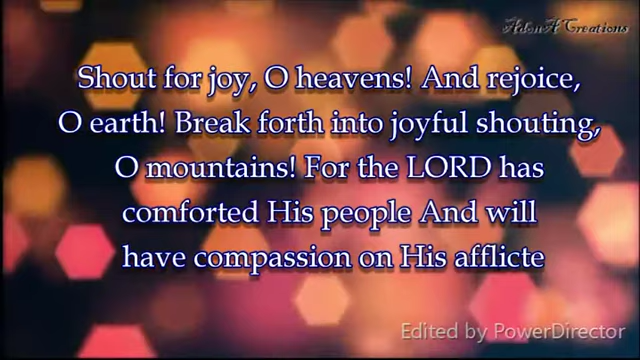 AdonA Creations
Shout for joy, O heavens! And rejoice,
O earth! Break forth into joyful shouting,
O mountains! For the LORD has
comforted His people And will
have compassion on His afflicte
Edited by PowerDirector